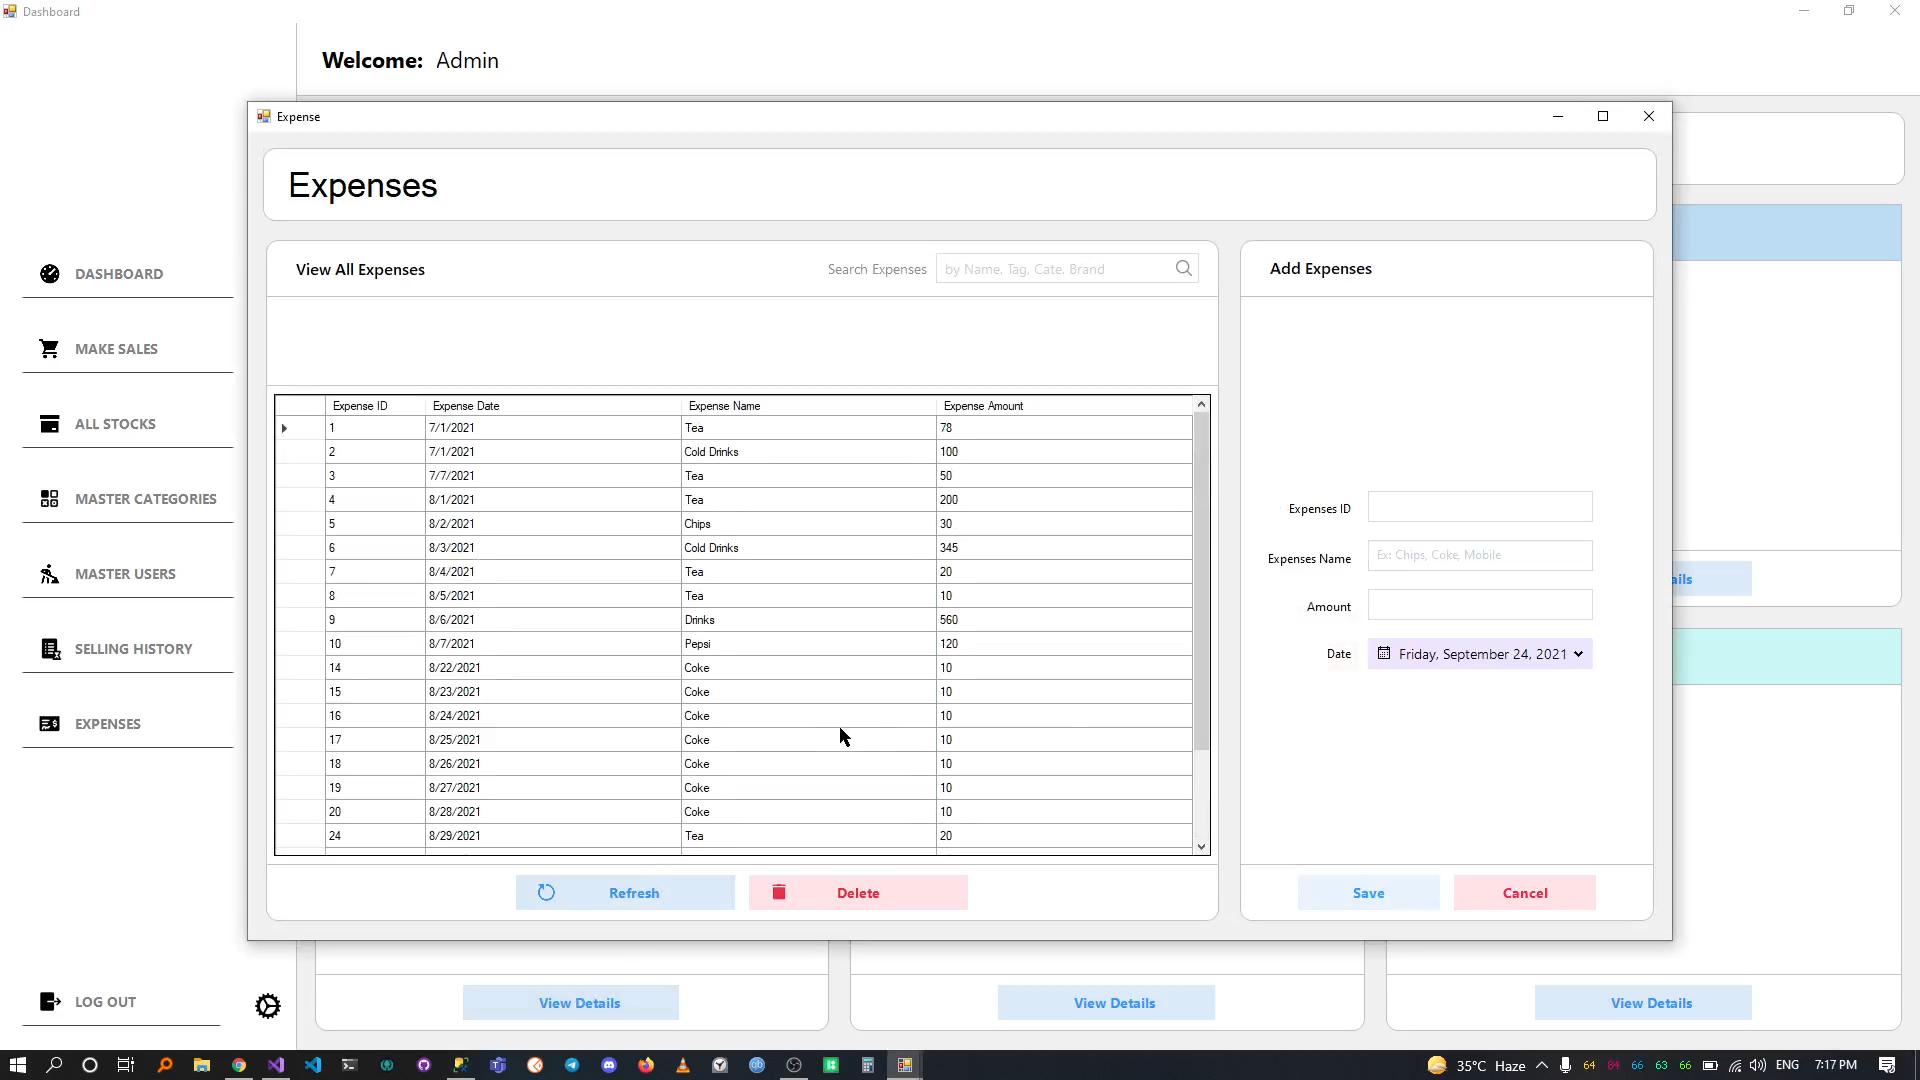 Dashboard
Welcome: Admin
Expense
Expenses
DASHBOARD
MAKE SALES
ALL STOCKS
MASTER CATEGORIES
MASTER USERS
SELLING HISTORY
EXPENSES
LOG OUT
View All Expenses
Search Expenses by Name, Tag, Cate, Brand
Expense ID Expense Date Expense Name Expense Amount
1 7/1/2021 Tea 78
2 7/1/2021 Cold Drinks 100
3 7/7/2021 Tea 50
4 8/1/2021 Tea 200
5 8/2/2021 Chips 30
6 8/3/2021 Cold Drinks 345
7 8/4/2021 Tea 20
8 8/5/2021 Tea 10
9 8/6/2021 Drinks 560
10 8/7/2021 Pepsi 120
14 8/22/2021 Coke 10
15 8/23/2021 Coke 10
16 8/24/2021 Coke 10
17 8/25/2021 Coke 10
18 8/26/2021 Coke 10
19 8/27/2021 Coke 10
20 8/28/2021 Coke 10
24 8/29/2021 Tea 20
Refresh
Delete
Add Expenses
Expenses ID
Expenses Name Ex: Chips, Coke, Mobile
Amount
Date Friday, September 24, 2021
Save
Cancel
ails
View Details
View Details
View Details
35°C Haze 64 84 66 63 66 ENG 7:17 PM